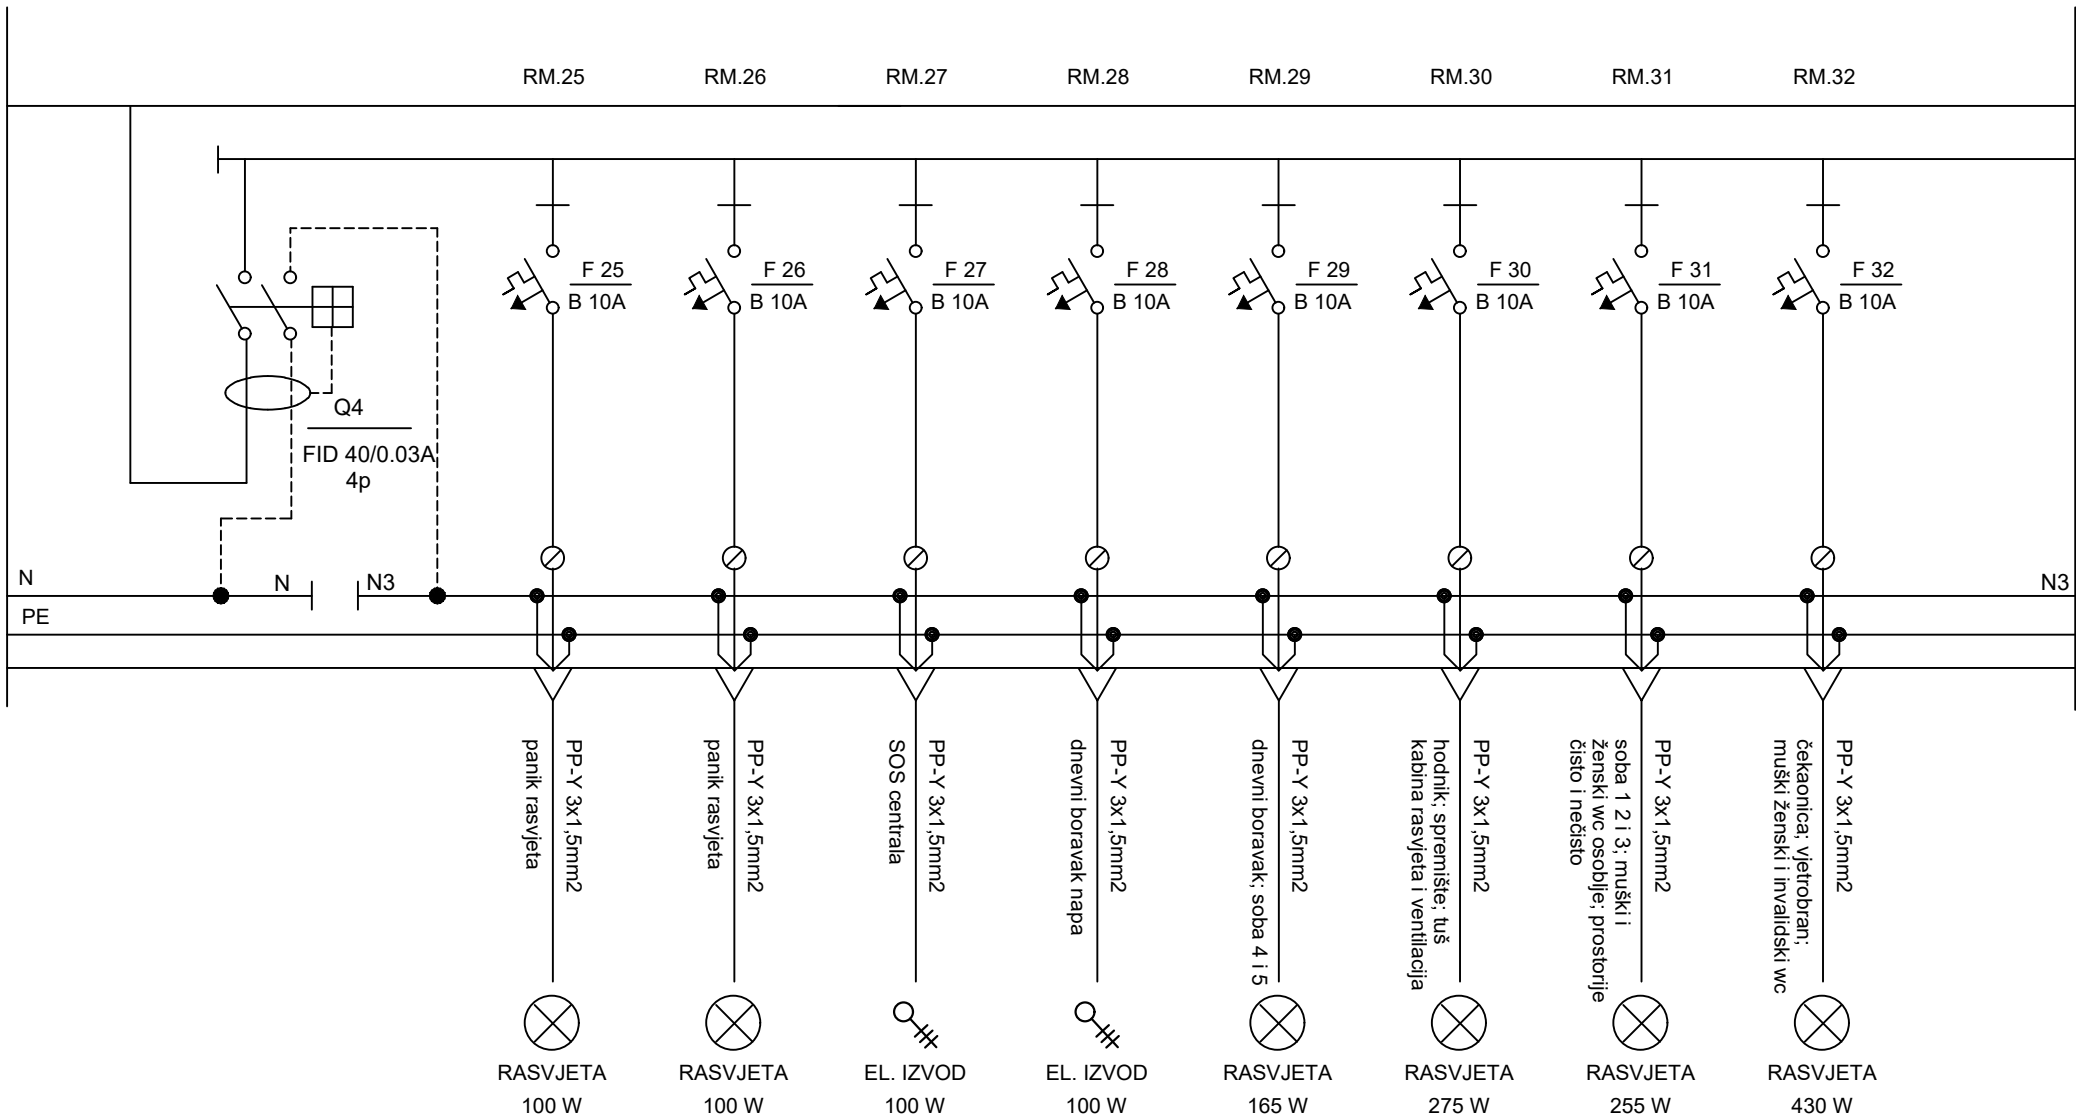 RM.25
RM.26
RM.27
RM.28
RM.29
RM.30
RM.31
RM.32
F 25
B 10A
F 26
B 10A
F 27
B 10A
F 28
B 10A
F 29
B 10A
F 30
B 10A
F 31
B 10A
F 32
B 10A
Q4
FID 40/0.03A
4p
N
N
N3
N3
PE
PP-Y 3x1,5mm2
panik rasvjeta
PP-Y 3x1,5mm2
panik rasvjeta
PP-Y 3x1,5mm2
SOS centrala
PP-Y 3x1,5mm2
dnevni boravak napa
PP-Y 3x1,5mm2
dnevni boravak; soba 4 i 5
PP-Y 3x1,5mm2
hodnik; spremište; tuš
kabina rasvjeta i ventilacija
PP-Y 3x1,5mm2
soba 1 2 i 3; muški i
ženski wc osoblje; prostorije
čisto i nečisto
PP-Y 3x1,5mm2
čekaonica; vjetrobran;
muški ženski i invalidski wc
RASVJETA
100 W
RASVJETA
100 W
EL. IZVOD
100 W
EL. IZVOD
100 W
RASVJETA
165 W
RASVJETA
275 W
RASVJETA
255 W
RASVJETA
430 W